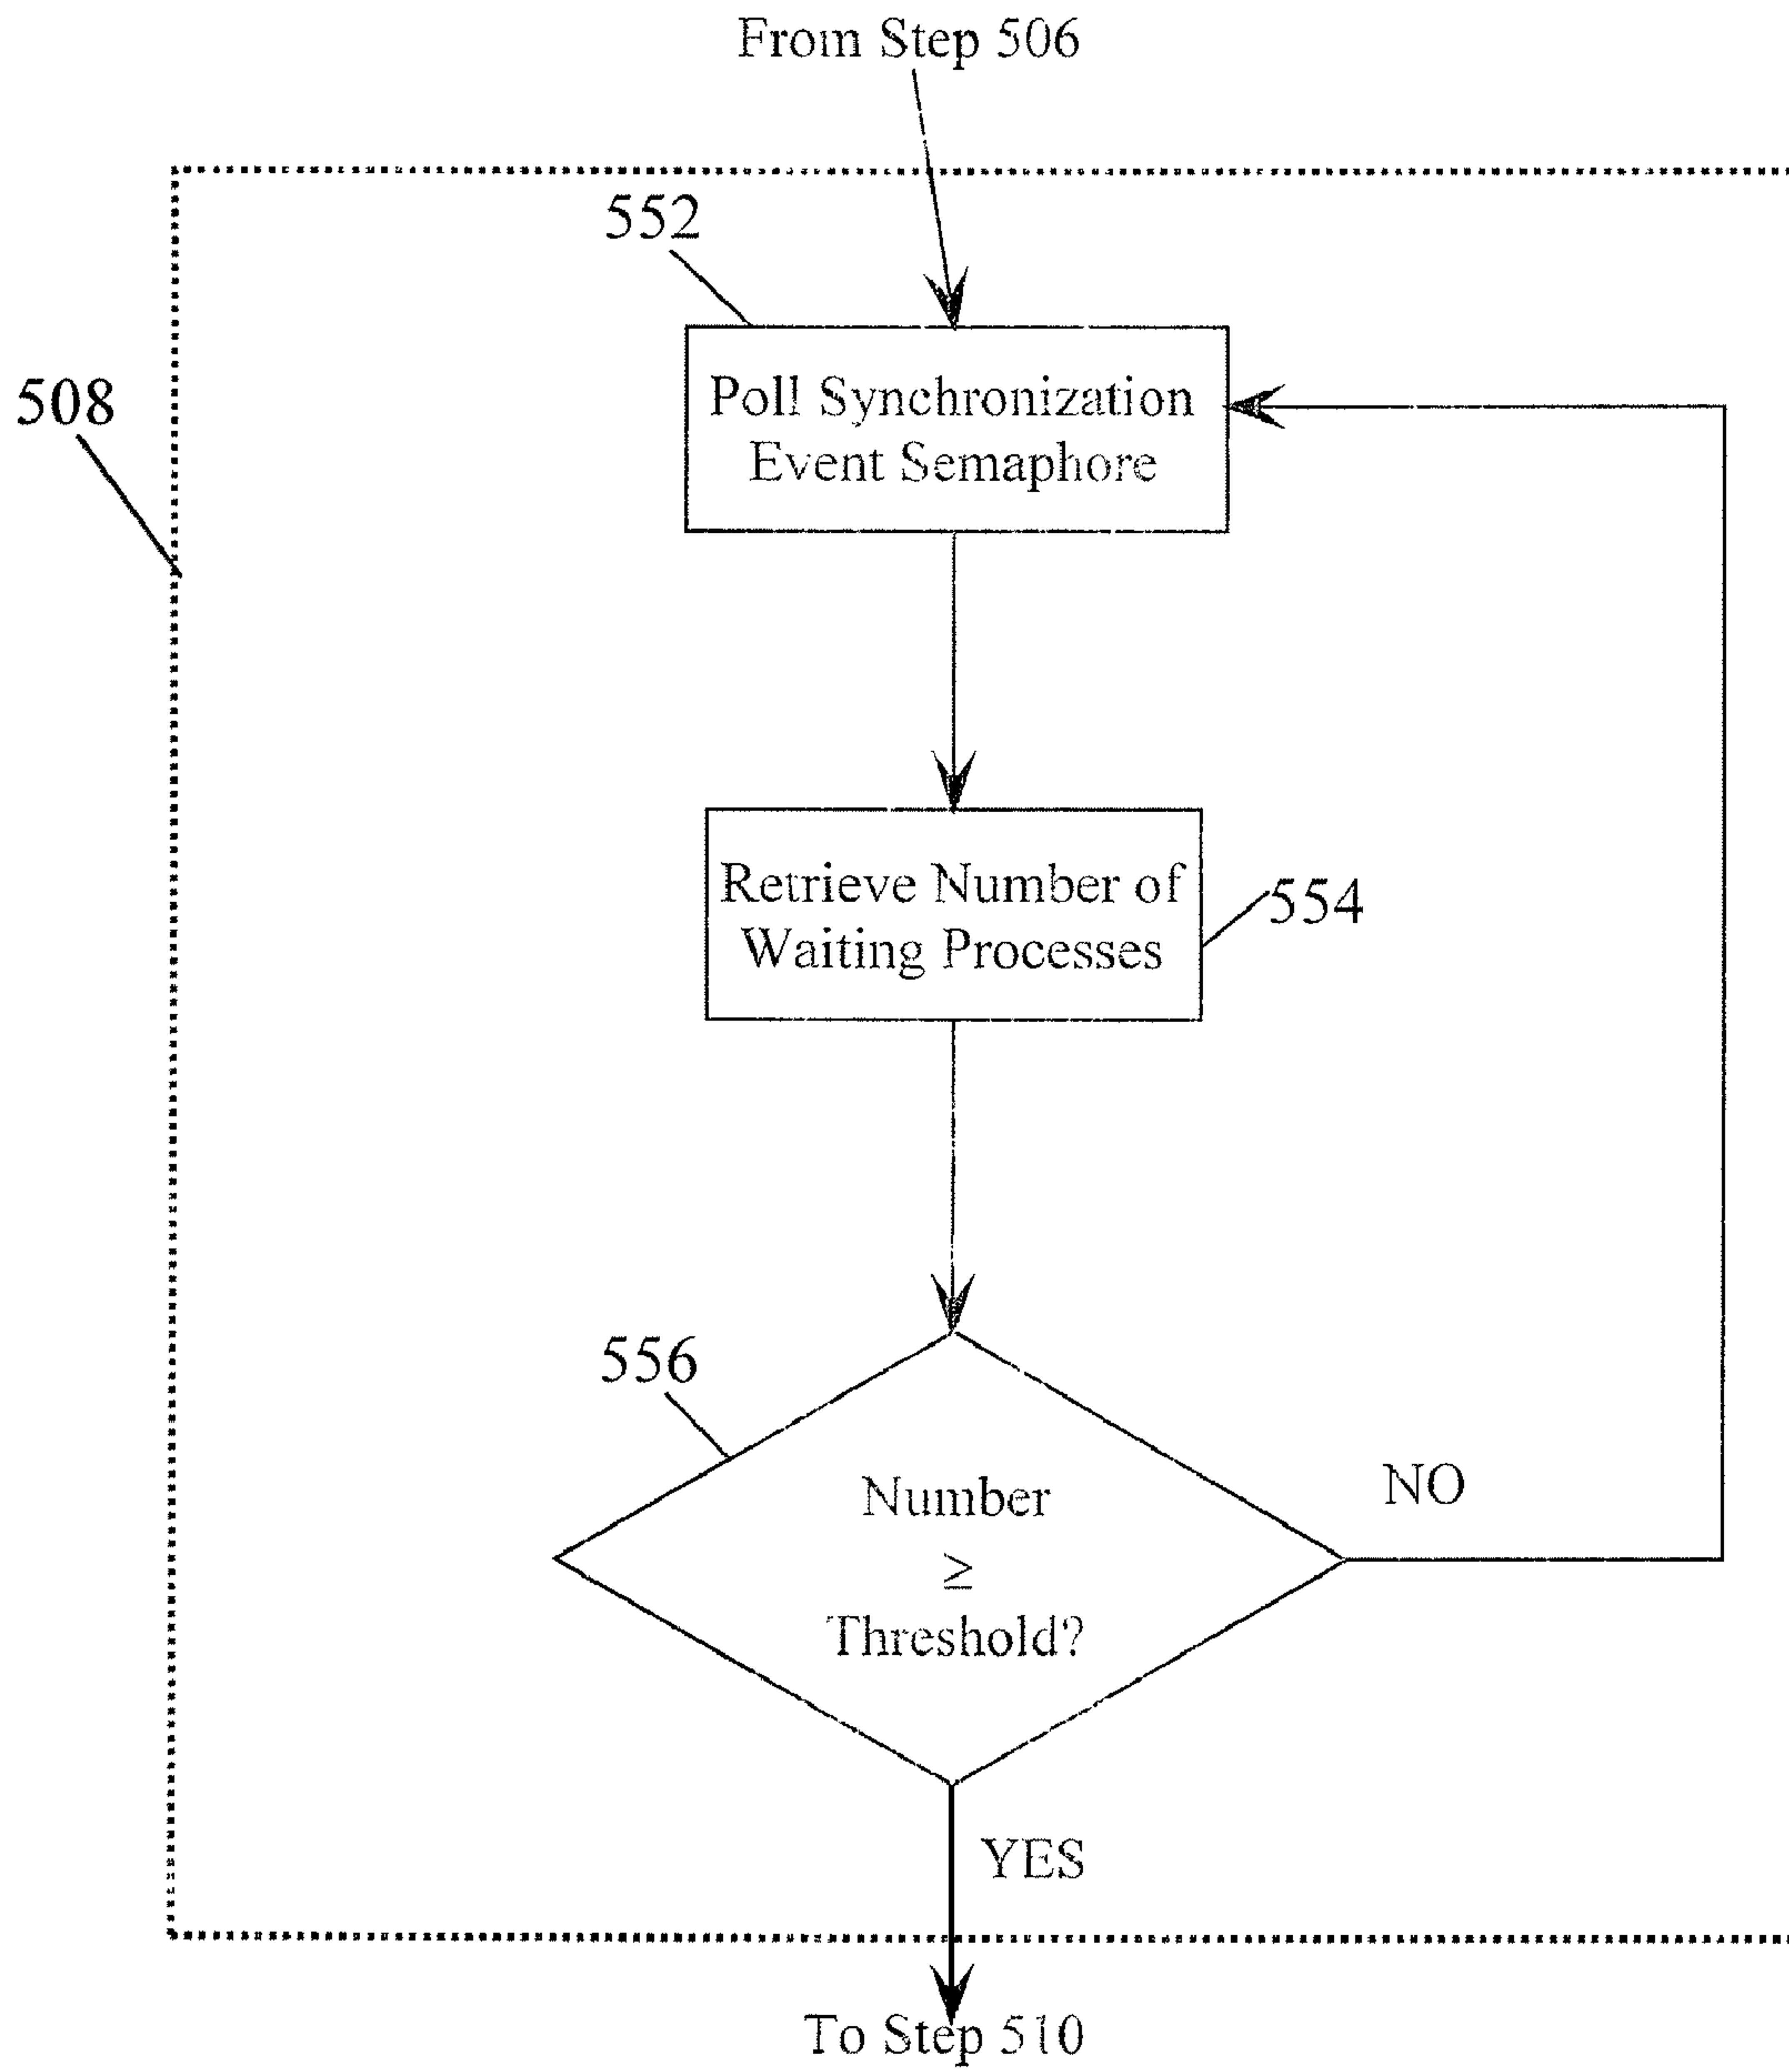 From Step 506
552
508
Poll Synchronization
Event Semaphore
Retrieve Number of
Waiting Processes
554
556
Number
≥
Threshold?
NO
YES
To Step 510